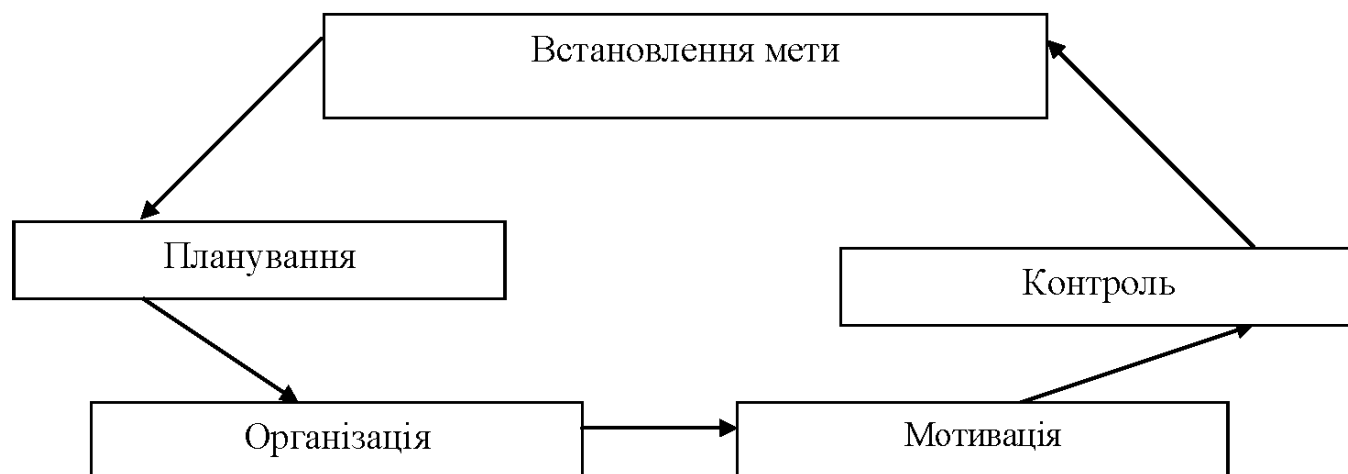 Встановлення мети
Планування
Контроль
Організація
Мотивація